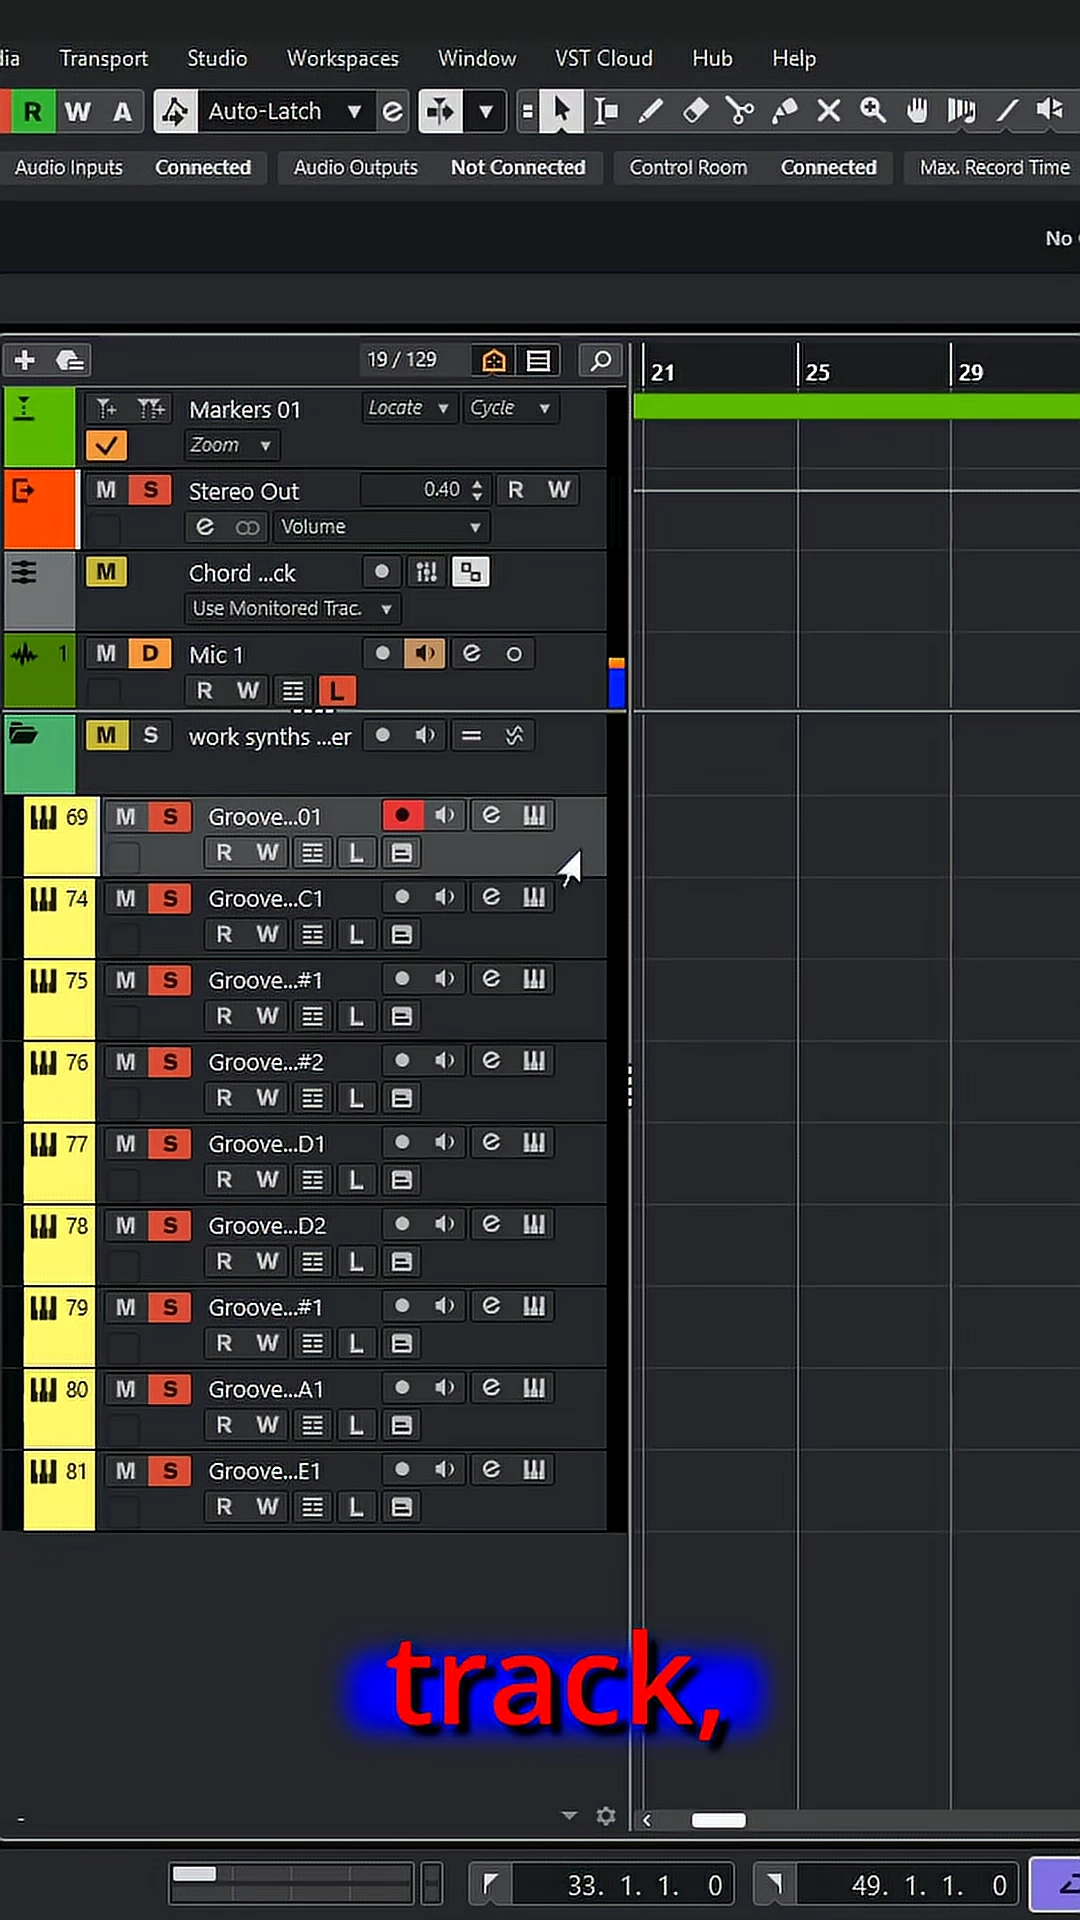 Transport Studio Workspaces Window VST Cloud Hub Help
R W A Auto-Latch e
Audio Inputs Connected Audio Outputs Not Connected Control Room Connected Max. Record Time
No
19 / 129 21 25 29
Markers 01 Locate Cycle
Zoom
M S Stereo Out 0.40 R W
e Volume
M Chord ...ck
Use Monitored Trac.
1 M D Mic 1 e
R W L
M S work synths ...er
69 M S Groove...01 e
R W L
74 M S Groove...C1 e
R W L
75 M S Groove...#1 e
R W L
76 M S Groove...#2 e
R W L
77 M S Groove...D1 e
R W L
78 M S Groove...D2 e
R W L
79 M S Groove...#1 e
R W L
80 M S Groove...A1 e
R W L
81 M S Groove...E1 e
R W L
track,
33. 1. 1. 0 49. 1. 1. 0